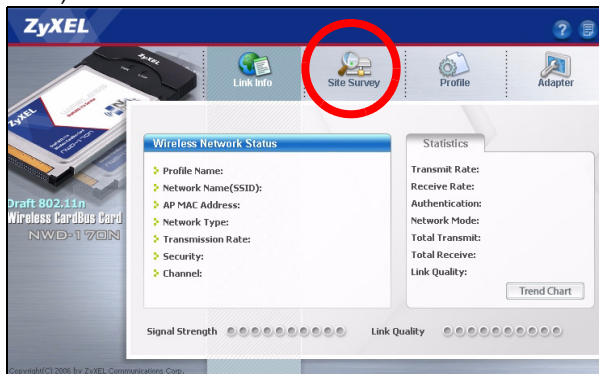 ZyXEL
Link Info
Site Survey
Profile
Adapter
Wireless Network Status
Profile Name:
Network Name(SSID):
AP MAC Address:
Network Type:
Transmission Rate:
Security:
Channel:
Statistics
Transmit Rate:
Receive Rate:
Authentication:
Network Mode:
Total Transmit:
Total Receive:
Link Quality:
Trend Chart
Signal Strength
Link Quality
ZyXEL
Draft 802.11n
Wireless CardBus Card
NWD-170N
Copyright(C) 2006 by ZyXEL Communications Corp.